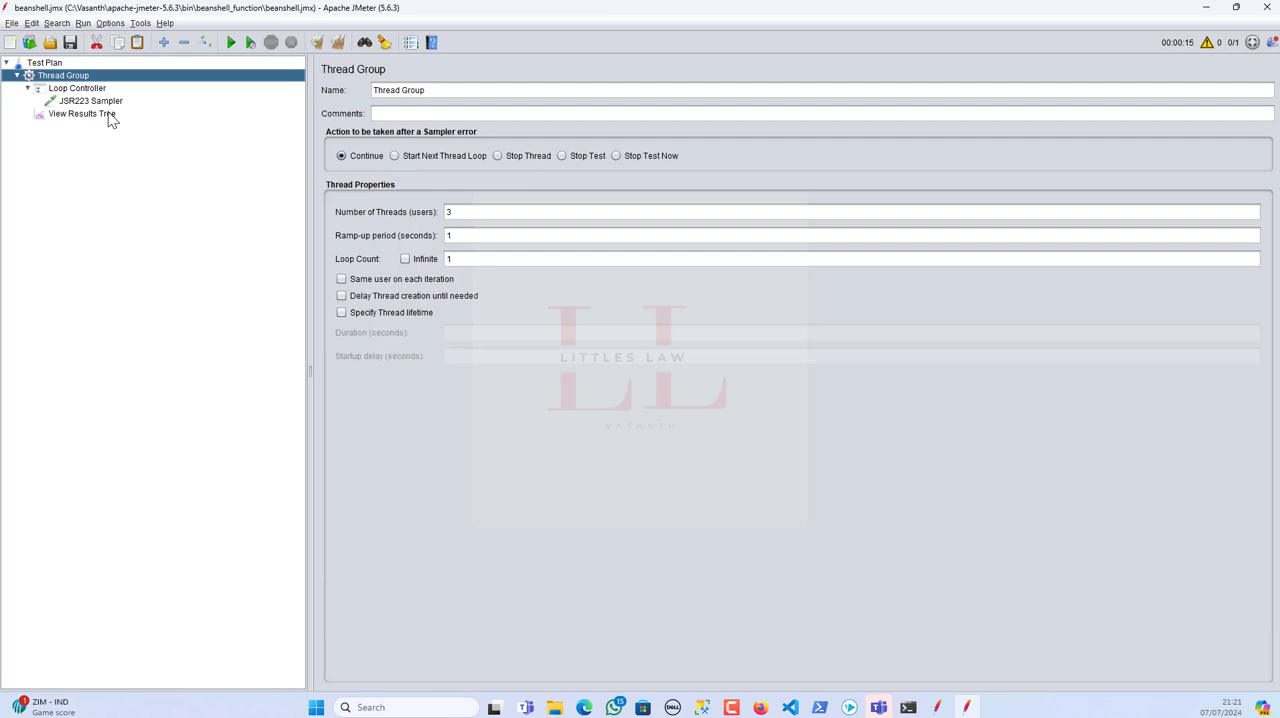 beanshell.jmx (C:\Vasanth\apache-jmeter-5.6.3\bin\beanshell_function\beanshell.jmx) - Apache JMeter (5.6.3)
File Edit Search Run Options Tools Help
00:00:15 0 0/1
Test Plan
Thread Group
Loop Controller
JSR223 Sampler
View Results Tree
Thread Group
Name: Thread Group
Comments:
Action to be taken after a Sampler error
Continue Start Next Thread Loop Stop Thread Stop Test Stop Test Now
Thread Properties
Number of Threads (users): 3
Ramp-up period (seconds): 1
Loop Count: Infinite 1
Same user on each iteration
Delay Thread creation until needed
Specify Thread lifetime
Duration (seconds):
Startup delay (seconds):
LL
LITTLES LAW
VASANTH
1
ZIM - IND
Game score
Search
15
DELL
21:21
07/07/2024